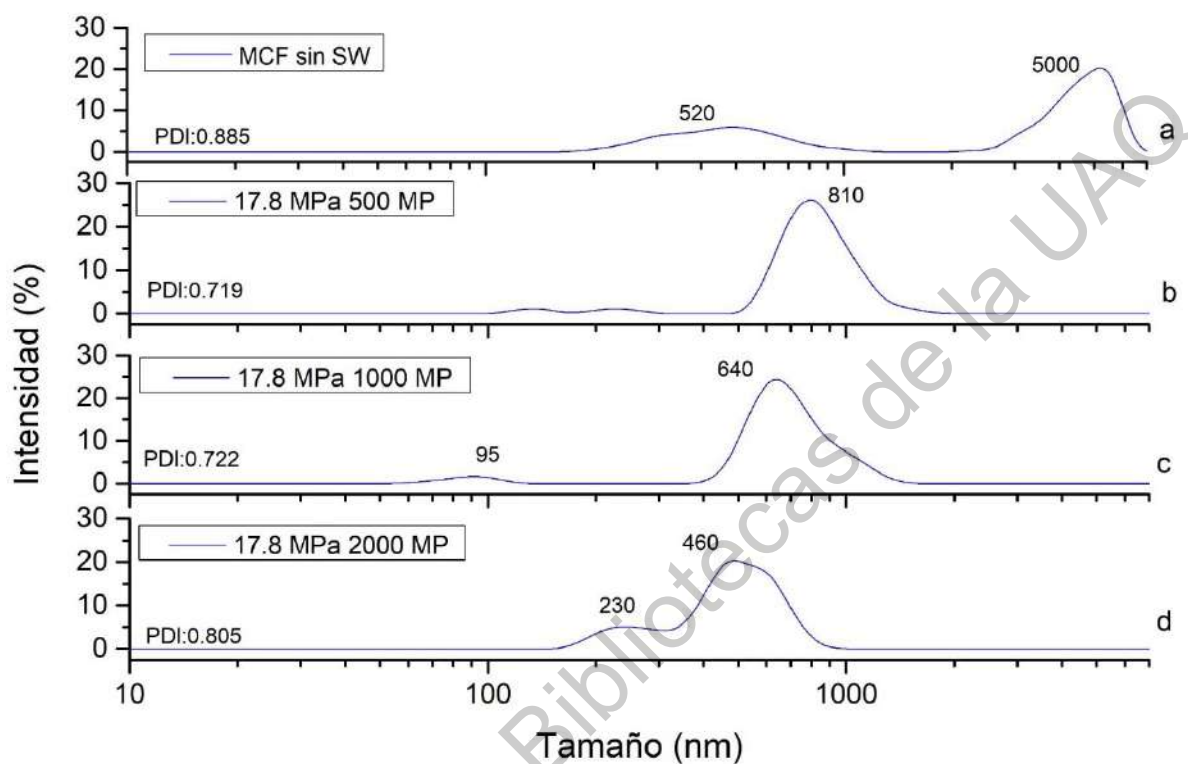 30
20
10
0
MCF sin SW
520
5000
PDI:0.885
a
30
20
10
0
17.8 MPa 500 MP
810
PDI:0.719
b
30
20
10
0
17.8 MPa 1000 MP
640
95
PDI:0.722
c
30
20
10
0
17.8 MPa 2000 MP
460
230
PDI:0.805
d
10 100 1000
Intensidad (%)
Tamaño (nm)
Bibliotecas de la UAQ